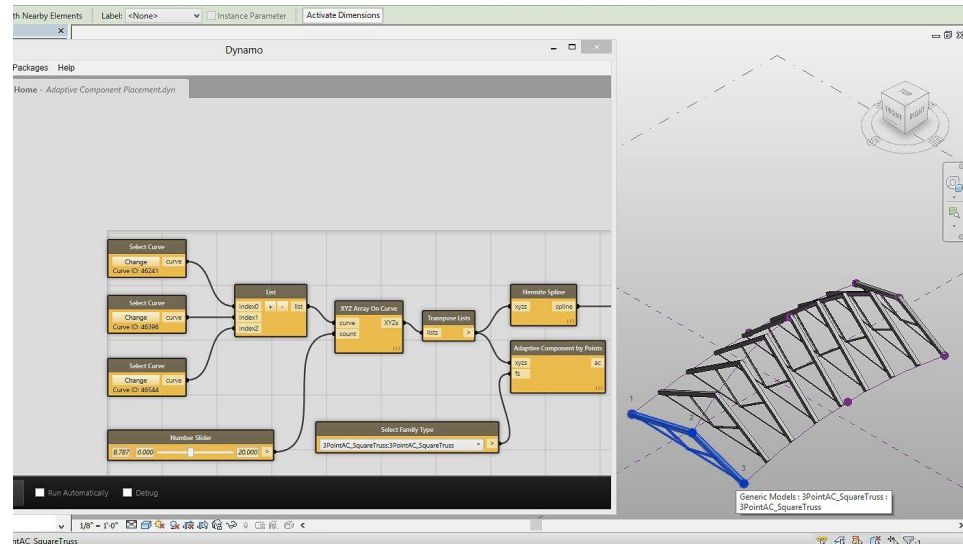 th Nearby Elements Label: <None> Instance Parameter Activate Dimensions
Dynamo
Packages Help
Home - Adaptive Component Placement.dyn
TOP
FRONT RIGHT
Select Curve
Change curve
Curve ID: 46241
Select Curve
Change curve
Curve ID: 46396
Select Curve
Change curve
Curve ID: 46544
List
index0 + - list
index1
index2
XYZ Array On Curve
curve XYZs
count
Transpose Lists
lists >
Hermite Spline
xyzs spline
Adaptive Component by Points
xyzs ac
fs
Number Slider
8.787 0.000 20.000 >
Select Family Type
3PointAC_SquareTruss:3PointAC_SquareTruss >
1
2
3
Generic Models : 3PointAC_SquareTruss :
3PointAC_SquareTruss
Run Automatically Debug
1/8" = 1'-0"
ntAC_SquareTruss
:1